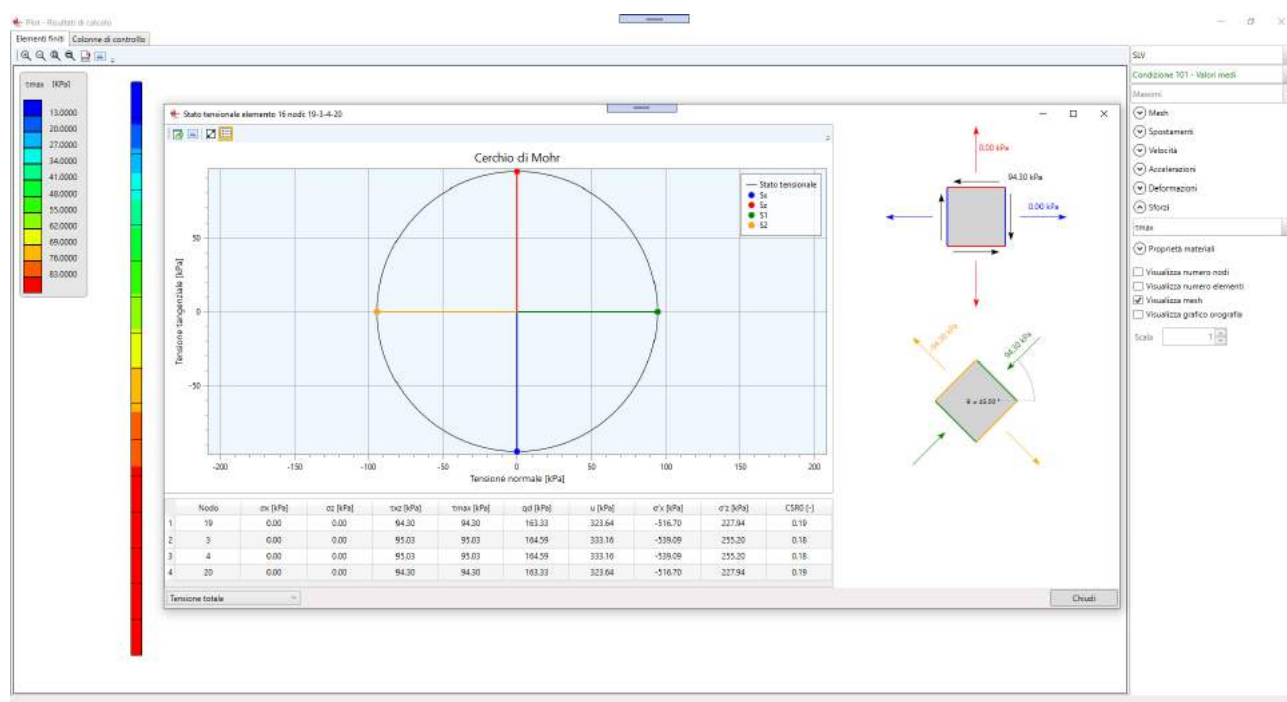 Plot - Risultati di calcolo
Elementi finiti Colonne di controllo
τmax [KPa]
13.0000
20.0000
27.0000
34.0000
41.0000
48.0000
55.0000
62.0000
69.0000
76.0000
83.0000
Stato tensionale elemento 16 nodi: 19-3-4-20
Cerchio di Mohr
Stato tensionale
Sx
Sz
S1
S2
Tensione tangenziale [kPa]
50
0
-50
-200 -150 -100 -50 0 50 100 150 200
Tensione normale [kPa]
0.00 kPa
94.30 kPa
0.00 kPa
94.30 kPa
θ = 45.00 °
Nodo σx [kPa] σz [kPa] τxz [kPa] τmax [kPa] qd [kPa] u [kPa] σ'x [kPa] σ'z [kPa] CSR0 [-]
1 19 0.00 0.00 94.30 94.30 163.33 323.64 -516.70 227.94 0.19
2 3 0.00 0.00 95.03 95.03 164.59 333.16 -539.09 255.20 0.18
3 4 0.00 0.00 95.03 95.03 164.59 333.16 -539.09 255.20 0.18
4 20 0.00 0.00 94.30 94.30 163.33 323.64 -516.70 227.94 0.19
Tensione totale
Chiudi
SLV
Condizione 101 - Valori medi
Massimi
Mesh
Spostamenti
Velocità
Accelerazioni
Deformazioni
Sforzi
τmax
Proprietà materiali
Visualizza numero nodi
Visualizza numero elementi
Visualizza mesh
Visualizza grafico orografia
Scala 1